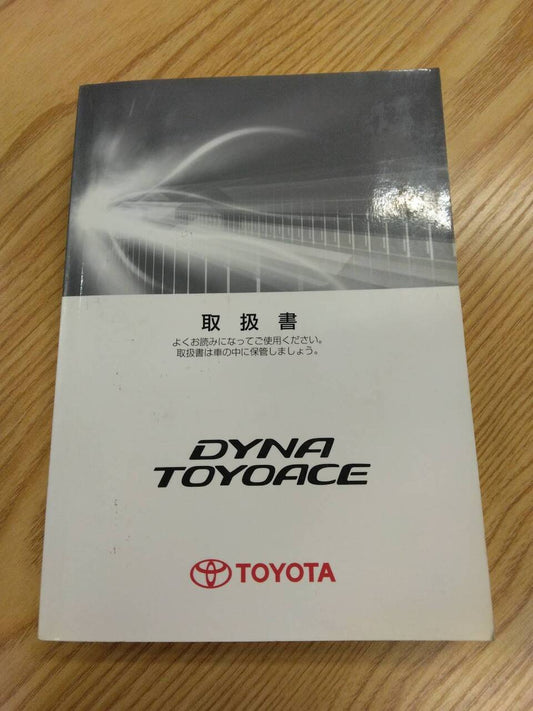 取扱書
よくお読みになってご使用ください。
取扱書は車の中に保管しましょう。
DYNA
TOYOACE
TOYOTA